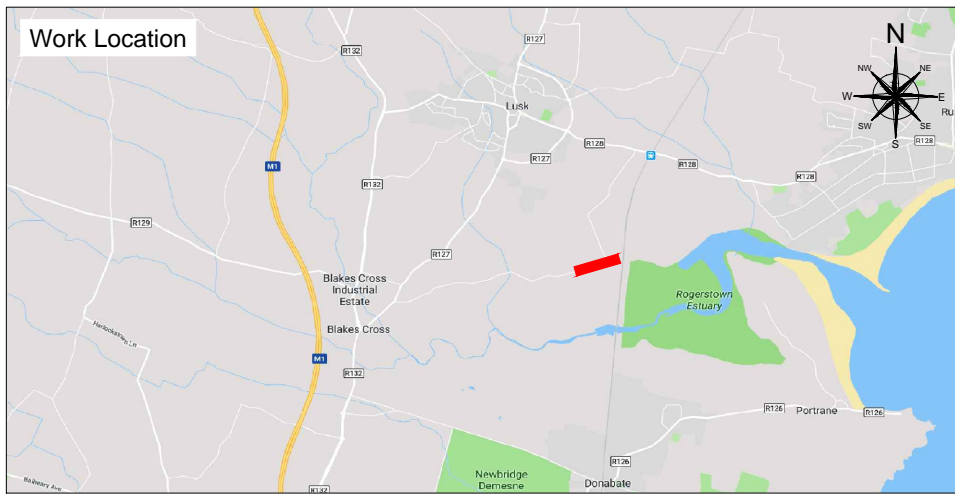 Work Location
R132
R127
N
NW
NE
W
E
SW
SE
S
Ru
R128
Lusk
R127
R128
R128
R128
M1
R132
R129
R127
Blakes Cross
Industrial
Estate
Rogerstown
Estuary
Blakes Cross
M1
R132
R126
Portrane
R126
R126
Newbridge
Demesne
Donabate
R132